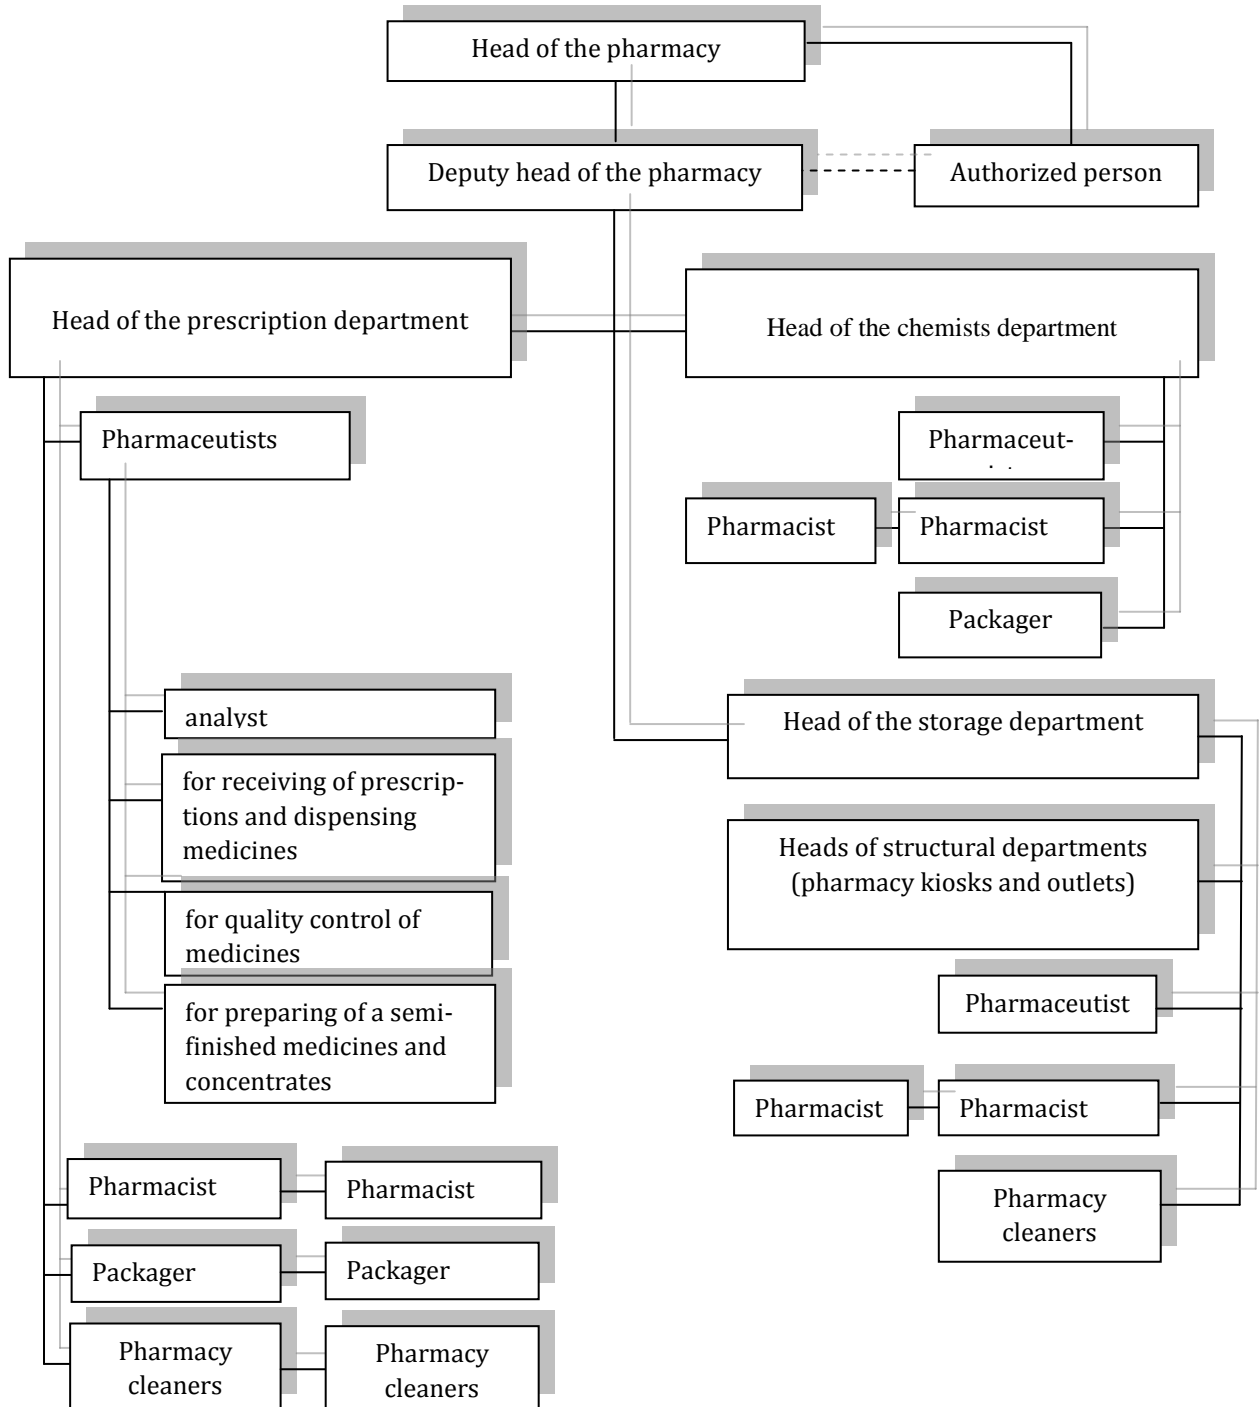 Head of the pharmacy
Deputy head of the pharmacy
Authorized person
Head of the prescription department
Head of the chemists department
Pharmaceutists
Pharmaceut-
Pharmacist
Pharmacist
Packager
analyst
for receiving of prescrip-
tions and dispensing
medicines
for quality control of
medicines
for preparing of a semi-
finished medicines and
concentrates
Head of the storage department
Heads of structural departments
(pharmacy kiosks and outlets)
Pharmaceutist
Pharmacist
Pharmacist
Pharmacy
cleaners
Pharmacist
Pharmacist
Packager
Packager
Pharmacy
cleaners
Pharmacy
cleaners